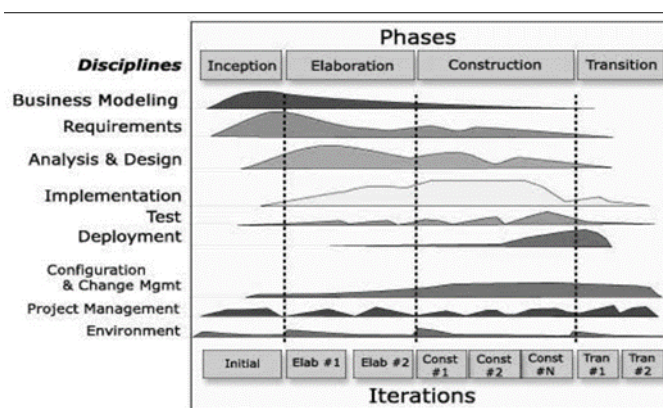 Phases
Disciplines
Inception
Elaboration
Construction
Transition
Business Modeling
Requirements
Analysis & Design
Implementation
Test
Deployment
Configuration
& Change Mgmt
Project Management
Environment
Initial
Elab #1
Elab #2
Const
#1
Const
#2
Const
#N
Tran
#1
Tran
#2
Iterations